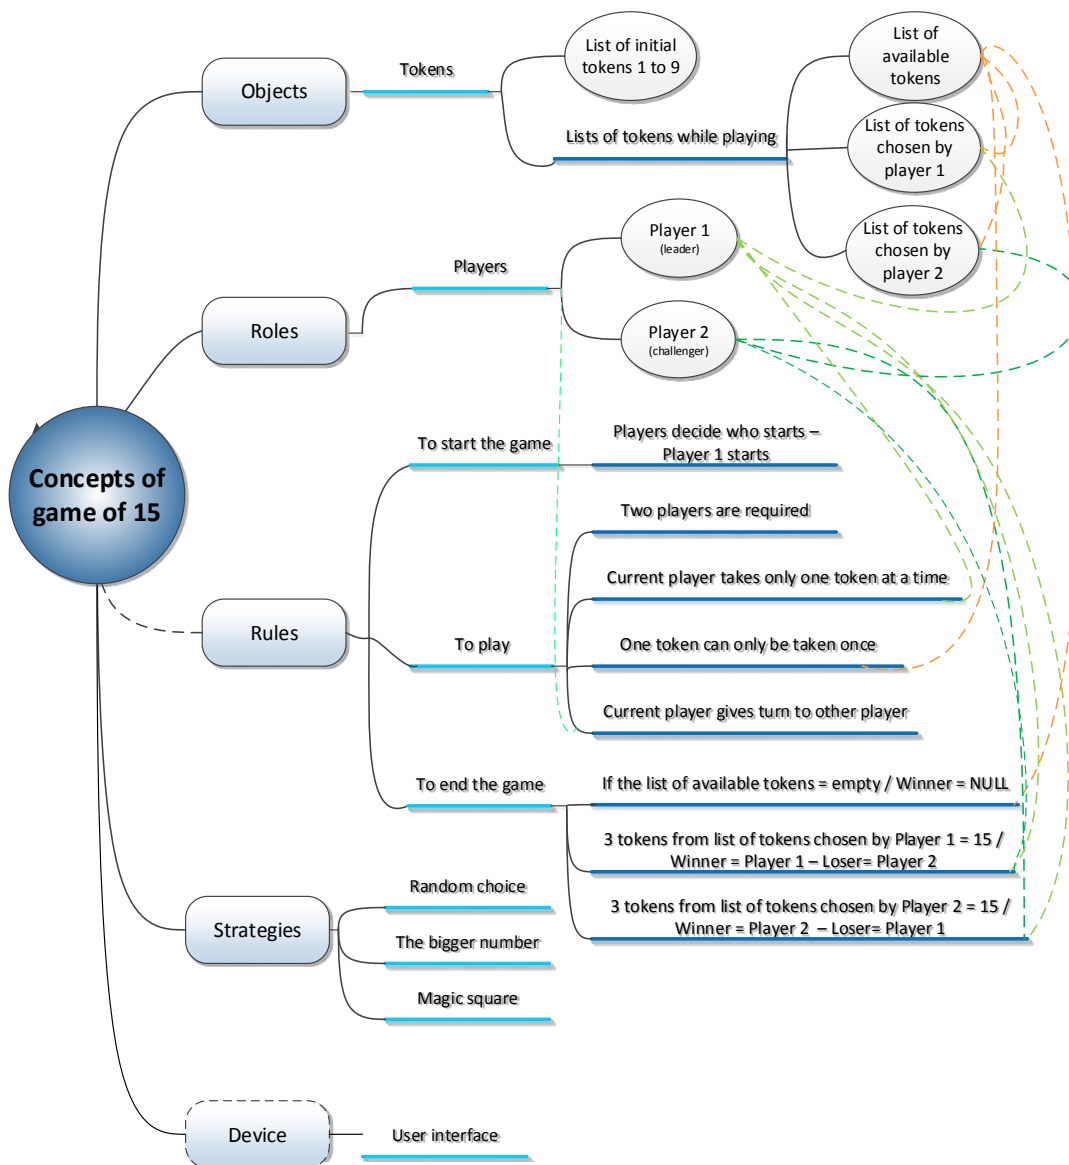 Concepts of
game of 15
Objects
Tokens
List of initial
tokens 1 to 9
Lists of tokens while playing
List of
available
tokens
List of tokens
chosen by
player 1
List of tokens
chosen by
player 2
Roles
Players
Player 1
(leader)
Player 2
(challenger)
Rules
To start the game
Players decide who starts –
Player 1 starts
To play
Two players are required
Current player takes only one token at a time
One token can only be taken once
Current player gives turn to other player
To end the game
If the list of available tokens = empty / Winner = NULL
3 tokens from list of tokens chosen by Player 1 = 15 /
Winner = Player 1 – Loser= Player 2
3 tokens from list of tokens chosen by Player 2 = 15 /
Winner = Player 2 – Loser= Player 1
Strategies
Random choice
The bigger number
Magic square
Device
User interface